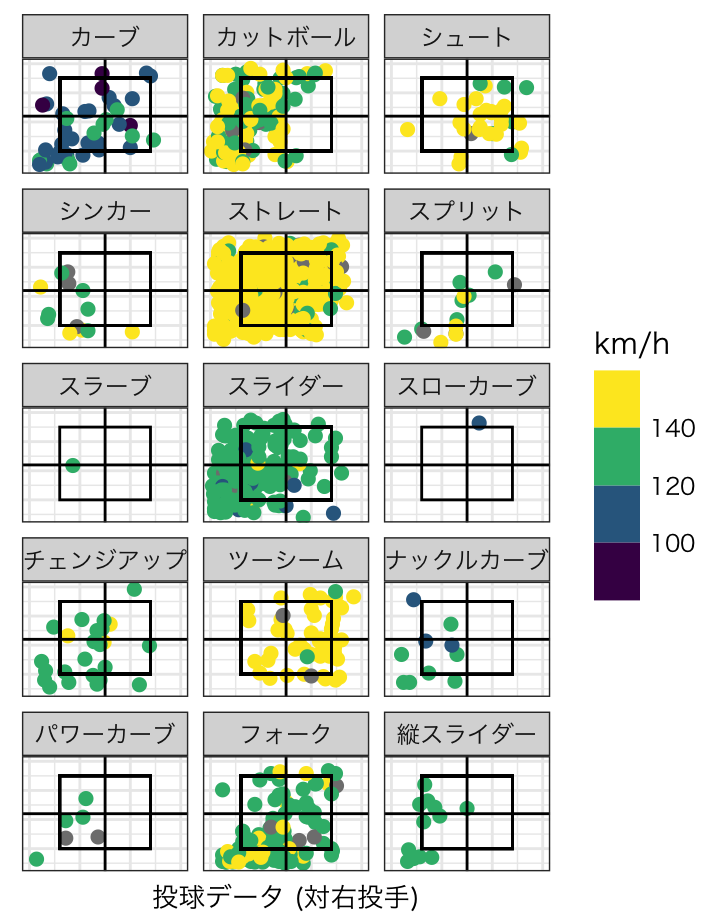 カーブ
カットボール
シュート
シンカー
ストレート
スプリット
スラーブ
スライダー
スローカーブ
チェンジアップ
ツーシーム
ナックルカーブ
パワーカーブ
フォーク
縦スライダー
km/h
140
120
100
投球データ (対右投手)